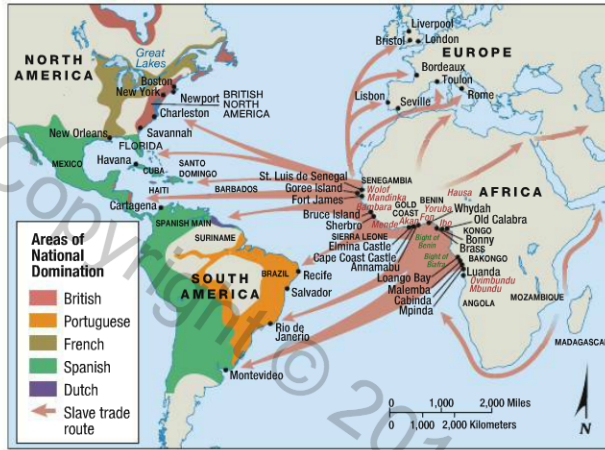 NORTH
AMERICA
Great
Lakes
Boston
New York
Newport
BRITISH
NORTH
AMERICA
Charleston
Savannah
New Orleans
FLORIDA
MEXICO
Havana
CUBA
SANTO
DOMINGO
HAITI
BARBADOS
Cartagena
SPANISH MAIN
SURINAME
SOUTH
AMERICA
BRAZIL
Recife
Salvador
Rio de
Janerio
Montevideo
Liverpool
Bristol
London
EUROPE
Bordeaux
Toulon
Lisbon
Rome
Seville
AFRICA
St. Luis de Senegal
SENEGAMBIA
Goree Island
Wolof
Fort James
Mandinka
Bambara
Hausa
Bruce Island
GOLD
COAST
BENIN
Yoruba
Whydah
Sherbro
Mende
Akan
Fon
Ibo
Old Calabra
SIERRA LEONE
Elmina Castle
Bonny
Cape Coast Castle
Bight of
Benin
Brass
Annamabu
Bight of
Biafra
BAKONGO
Loango Bay
Luanda
Malemba
Ovimbundu
Mbundu
Cabinda
Mpinda
ANGOLA
MOZAMBIQUE
MADAGASCAR
Areas of
National
Domination
British
Portuguese
French
Spanish
Dutch
Slave trade
route
0 1,000 2,000 Miles
0 1,000 2,000 Kilometers
N
Copyright © 201